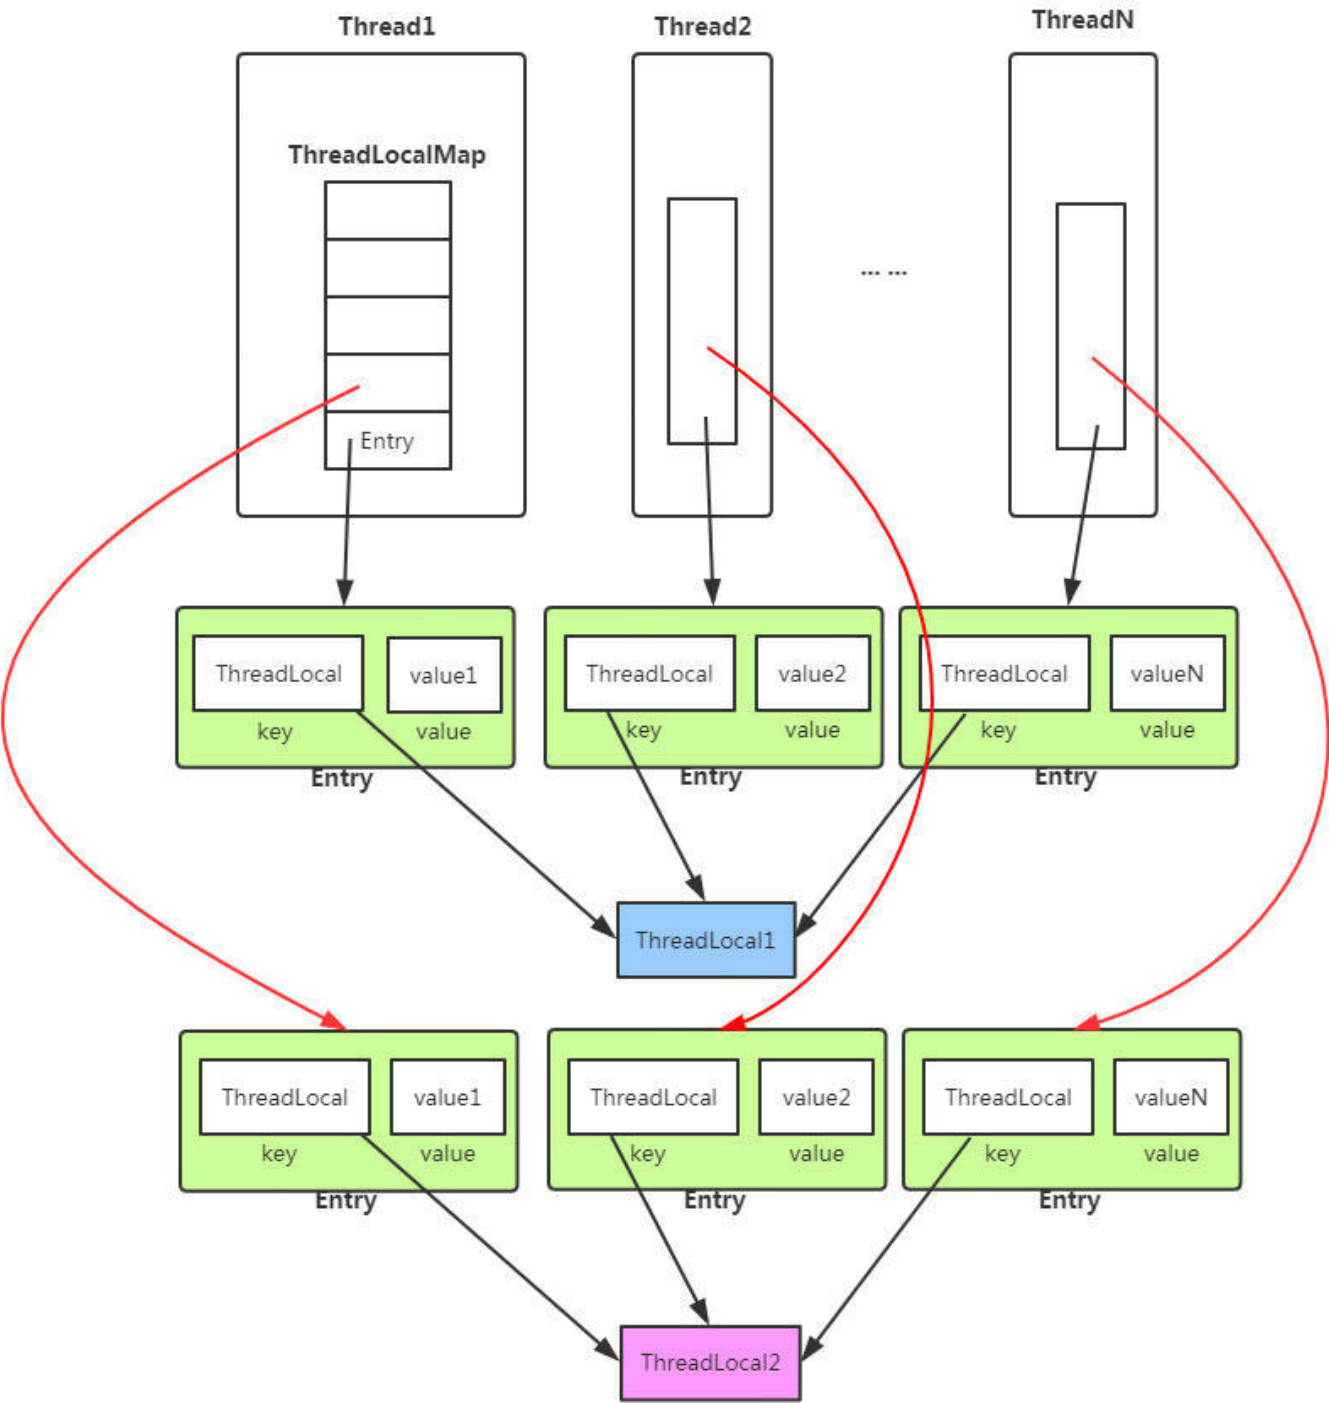 Thread1 Thread2 ThreadN
ThreadLocalMap
... ...
Entry
ThreadLocal value1 ThreadLocal value2 ThreadLocal valueN
key value key value key value
Entry Entry Entry
ThreadLocal1
ThreadLocal value1 ThreadLocal value2 ThreadLocal valueN
key value key value key value
Entry Entry Entry
ThreadLocal2